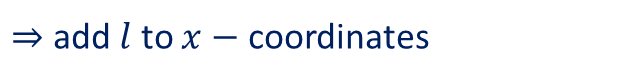 ⇒ add l to x − coordinates